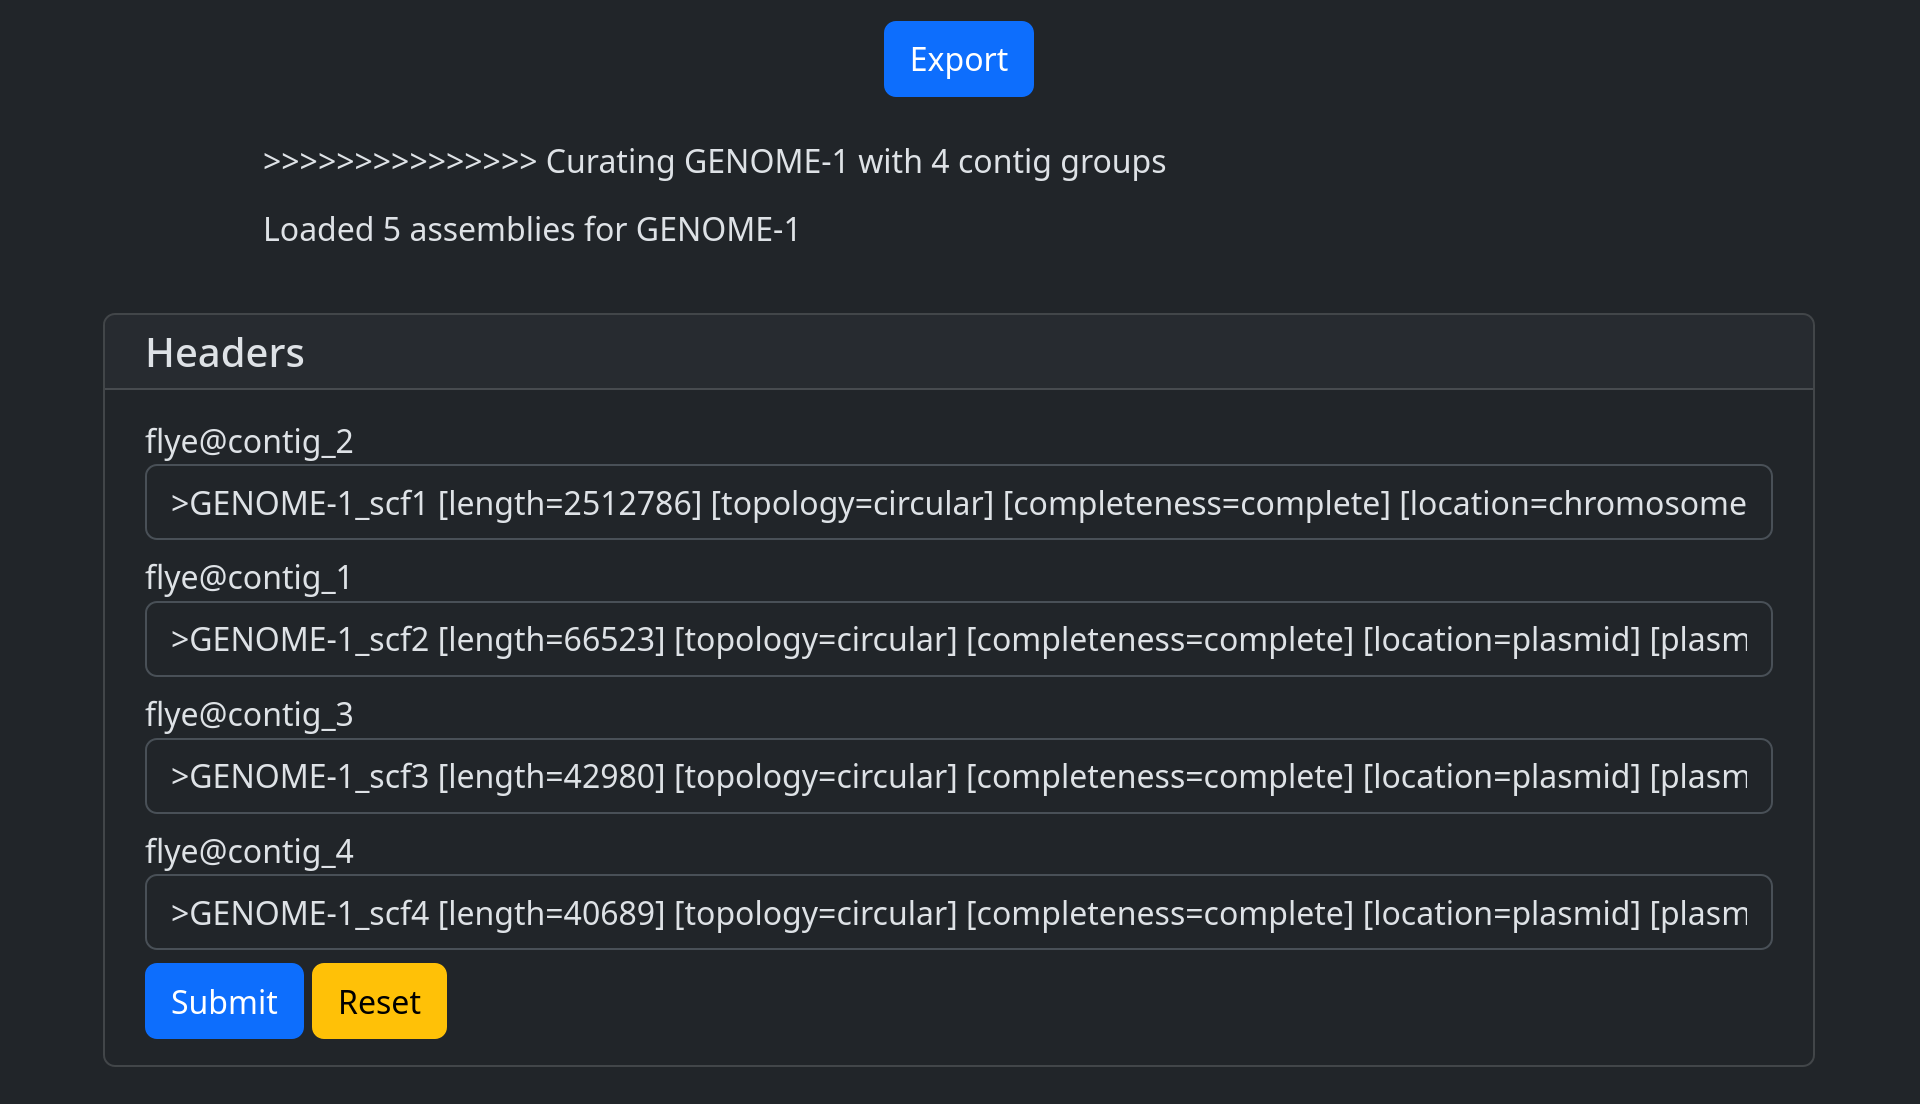 Export
>>>>>>>>>>>>>>> Curating GENOME-1 with 4 contig groups
Loaded 5 assemblies for GENOME-1
Headers
flye@contig_2
>GENOME-1_scf1 [length=2512786] [topology=circular] [completeness=complete] [location=chromosome
flye@contig_1
>GENOME-1_scf2 [length=66523] [topology=circular] [completeness=complete] [location=plasmid] [plasm
flye@contig_3
>GENOME-1_scf3 [length=42980] [topology=circular] [completeness=complete] [location=plasmid] [plasm
flye@contig_4
>GENOME-1_scf4 [length=40689] [topology=circular] [completeness=complete] [location=plasmid] [plasm
Submit Reset